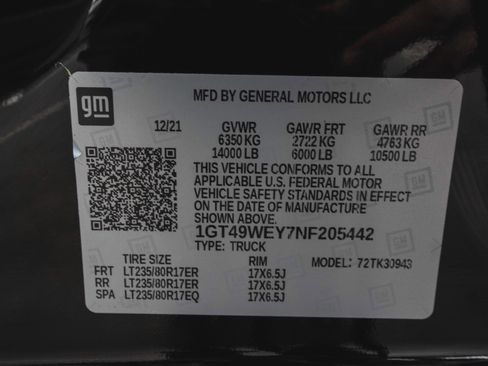 gm
MFD BY GENERAL MOTORS LLC
12/21 GVWR GAWR FRT GAWR RR
6350 KG 2722 KG 4763 KG
14000 LB 6000 LB 10500 LB
THIS VEHICLE CONFORMS TO ALL
APPLICABLE U.S. FEDERAL MOTOR
VEHICLE SAFETY STANDARDS IN EFFECT
ON THE DATE OF MANUFACTURE
SHOWN ABOVE.
1GT49WEY7NF205442
TYPE: TRUCK
TIRE SIZE RIM MODEL: 72TK30943
FRT LT235/80R17ER 17X6.5J
RR LT235/80R17ER 17X6.5J
SPA LT235/80R17EQ 17X6.5J